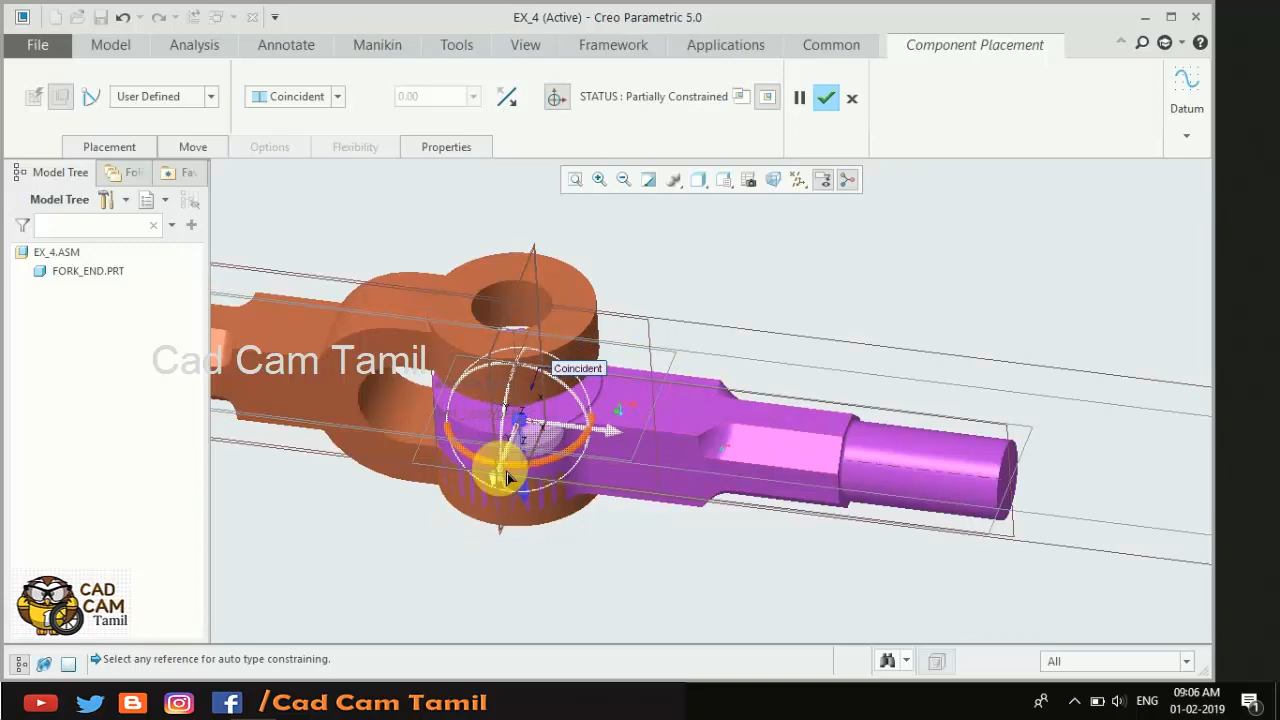 EX_4 (Active) - Creo Parametric 5.0
File Model Analysis Annotate Manikin Tools View Framework Applications Common Component Placement
User Defined Coincident 0.00 STATUS : Partially Constrained
Datum
Placement Move Options Flexibility Properties
Model Tree Fol Fav
Model Tree
EX_4.ASM
FORK_END.PRT
Cad Cam Tamil
Coincident
CAD
CAM
Tamil
Select any reference for auto type constraining.
All
/Cad Cam Tamil
ENG
09:06 AM
01-02-2019